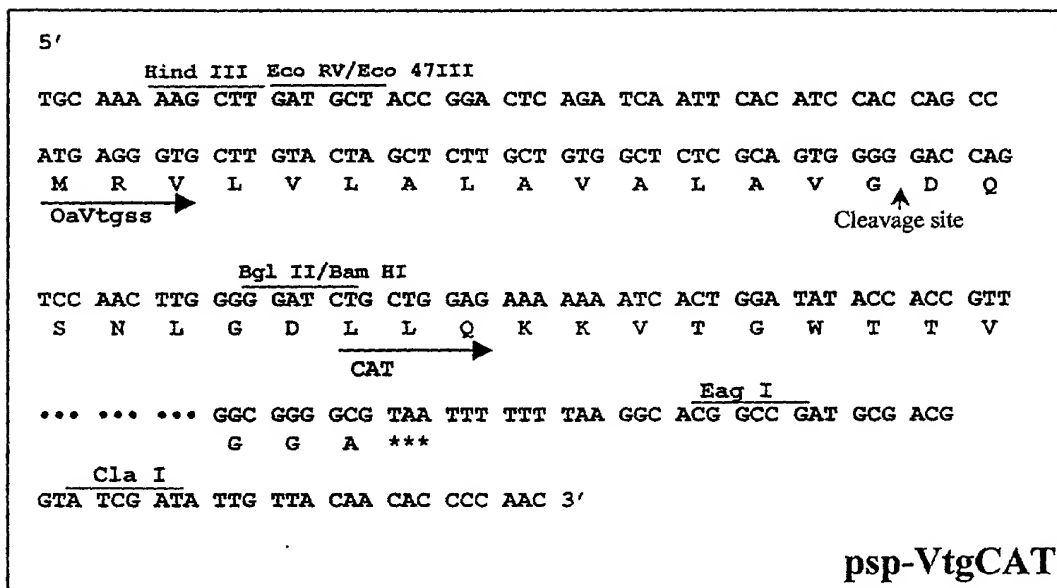 5′
Hind III Eco RV/Eco 47III
TGC AAA AAG CTT GAT GCT ACC GGA CTC AGA TCA ATT CAC ATC CAC CAG CC
ATG AGG GTG CTT GTA CTA GCT CTT GCT GTG GCT CTC GCA GTG GGG GAC CAG
M R V L V L A L A V A L A V G D Q
OaVtgss
Cleavage site
Bgl II/Bam HI
TCC AAC TTG GGG GAT CTG CTG GAG AAA AAA ATC ACT GGA TAT ACC ACC GTT
S N L G D L L Q K K V T G W T T V
CAT
Eag I
••• ••• ••• GGC GGG GCG TAA TTT TTT TAA GGC ACG GCC GAT GCG ACG
G G A ***
Cla I
GTA TCG ATA TTG TTA CAA CAC CCC AAC 3′
psp-VtgCAT